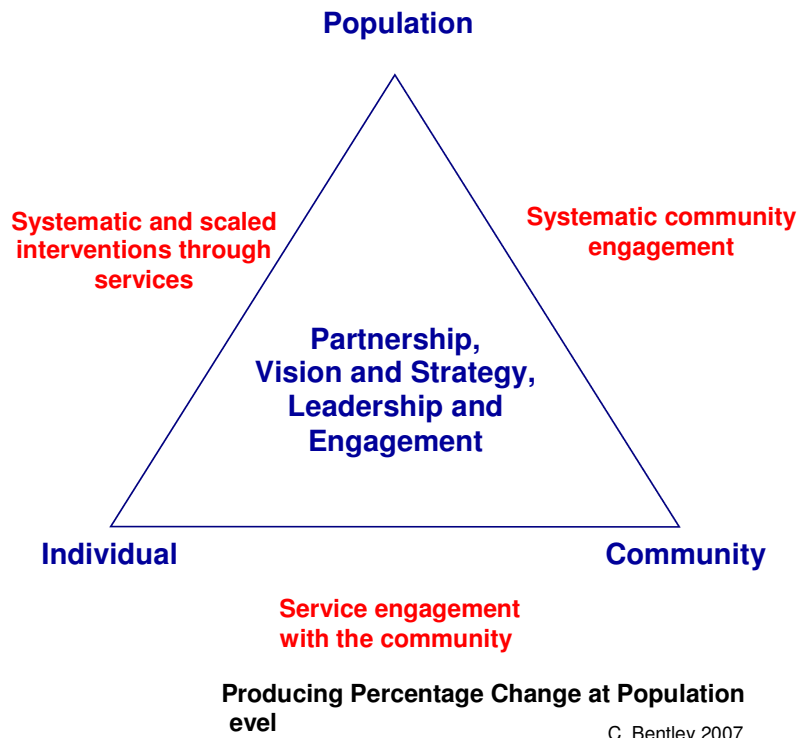 Population
Systematic and scaled
interventions through
services
Systematic community
engagement
Partnership,
Vision and Strategy,
Leadership and
Engagement
Individual
Community
Service engagement
with the community
Producing Percentage Change at Population
evel
C. Bentley 2007